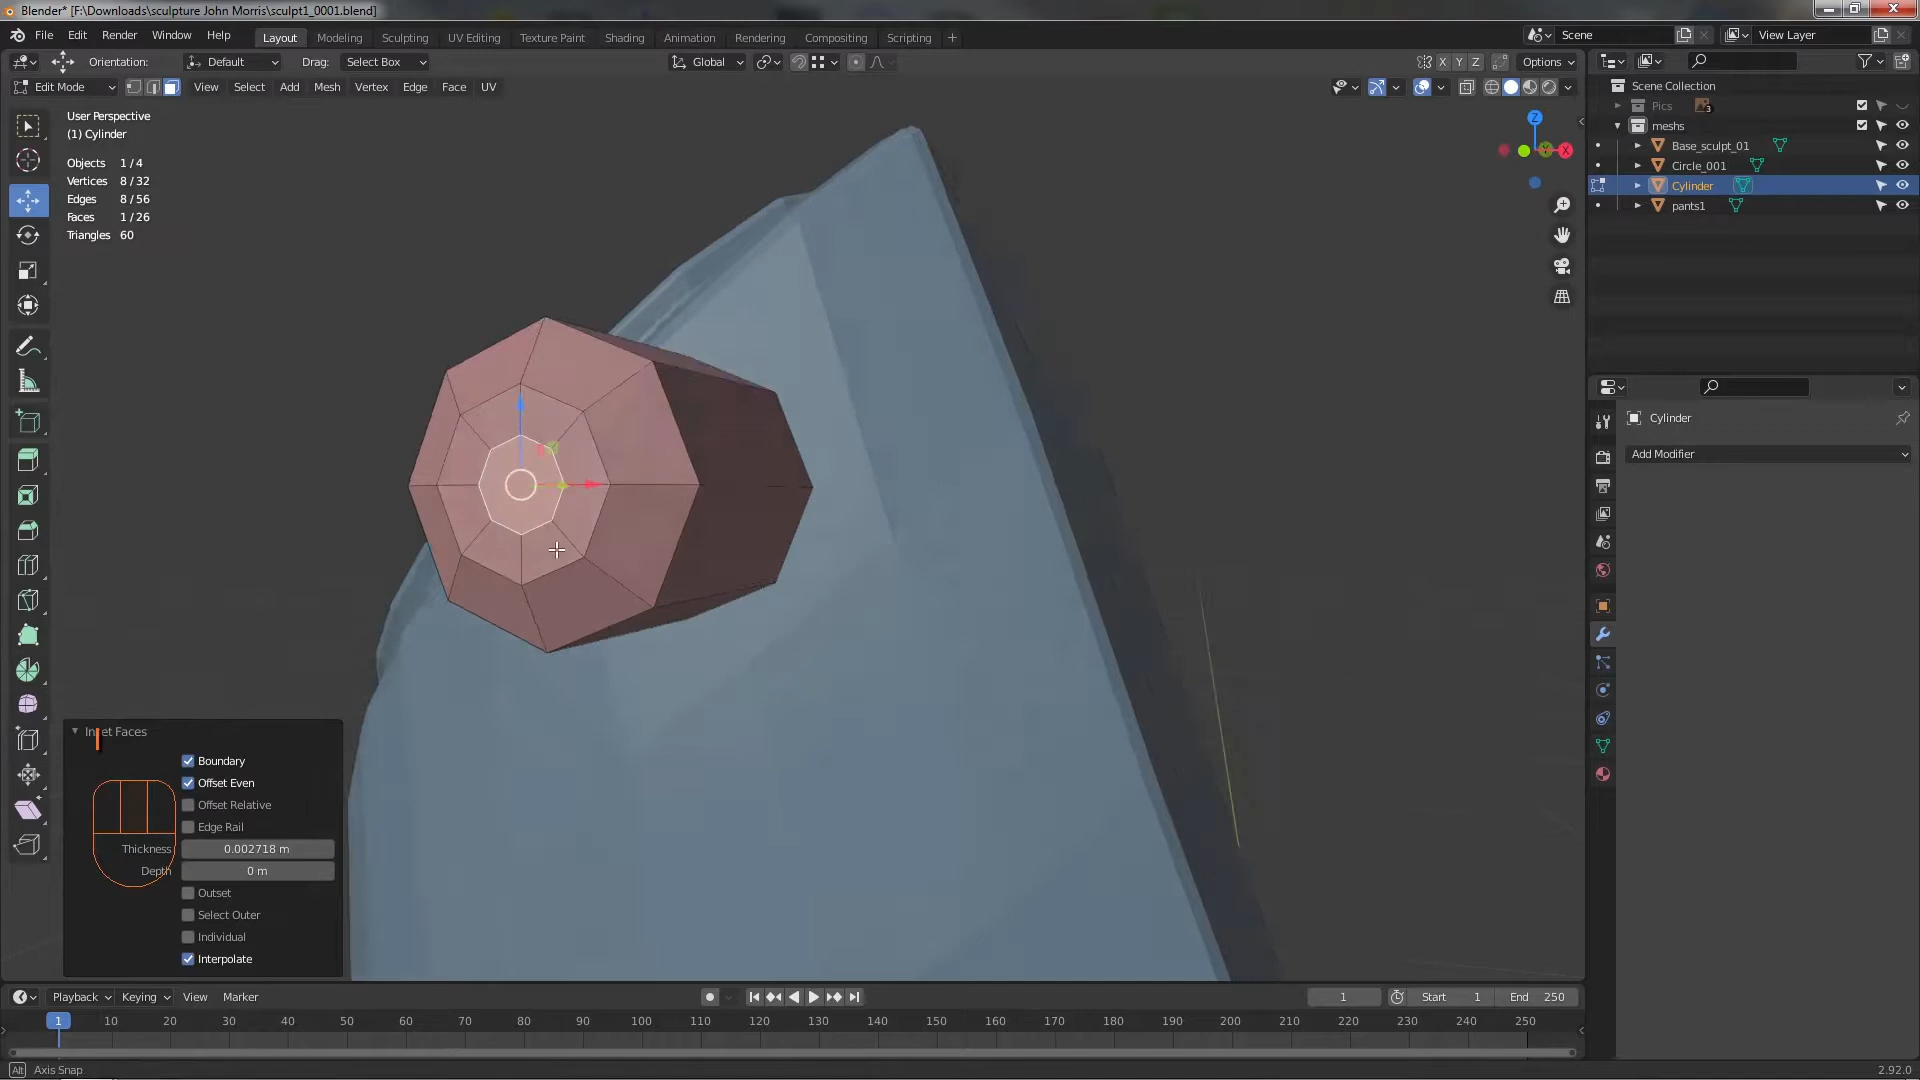 Blender* [F:\Downloads\sculpture John Morris\sculpt1_0001.blend]
File Edit Render Window Help Layout Modeling Sculpting UV Editing Texture Paint Shading Animation Rendering Compositing Scripting + Scene View Layer
Orientation: Default Drag: Select Box Global X Y Z Options
Edit Mode View Select Add Mesh Vertex Edge Face UV
User Perspective
(1) Cylinder
Objects 1 / 4
Vertices 8 / 32
Edges 8 / 56
Faces 1 / 26
Triangles 60
Z
X
Scene Collection
Pics 3
meshs
Base_sculpt_01
Circle_001
Cylinder
pants1
Cylinder
Add Modifier
Inset Faces
Boundary
Offset Even
Offset Relative
Edge Rail
Thickness 0.002718 m
Depth 0 m
Outset
Select Outer
Individual
Interpolate
Playback Keying View Marker 1 Start 1 End 250
1 10 20 30 40 50 60 70 80 90 100 110 120 130 140 150 160 170 180 190 200 210 220 230 240 250
Alt Axis Snap 2.92.0